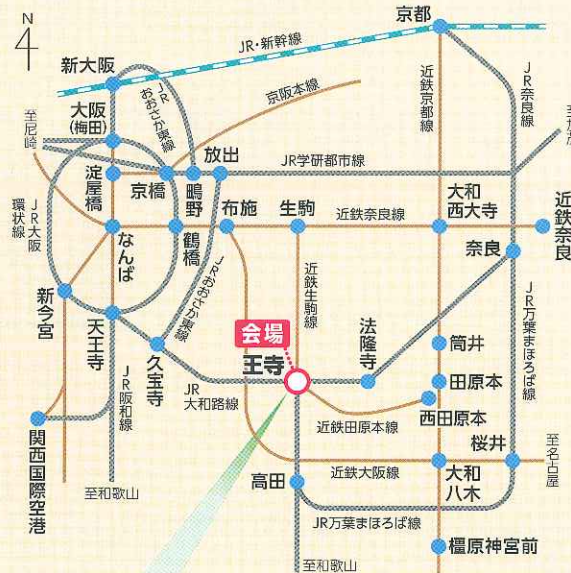 N
京都
JR・新幹線
新大阪
JR
おおさか東線
京阪本線
近鉄京都線
JR奈良線
大阪
(梅田)
至尼崎
放出
JR学研都市線
淀屋橋
京橋
鴫野
布施
生駒
近鉄奈良線
大和
西大寺
近鉄奈良
JR大阪
環状線
なんば
鶴橋
奈良
JRおおさか東線
近鉄生駒線
新今宮
天王寺
久宝寺
会場
王寺
法隆寺
筒井
JR万葉まほろば線
JR
大和路線
田原本
西田原本
近鉄田原本線
JR阪和線
関西国際空港
桜井
至名古屋
近鉄大阪線
大和
八木
高田
至和歌山
JR万葉まほろば線
橿原神宮前
至和歌山